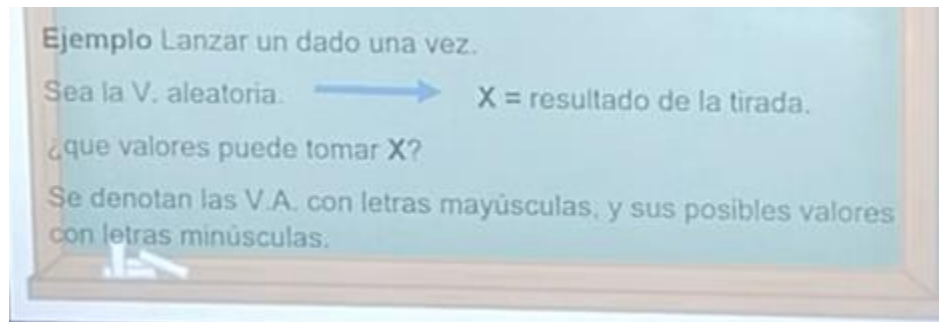 Ejemplo Lanzar un dado una vez.
Sea la V. aleatoria. X = resultado de la tirada.
¿que valores puede tomar X?
Se denotan las V.A. con letras mayúsculas, y sus posibles valores
con letras minúsculas.